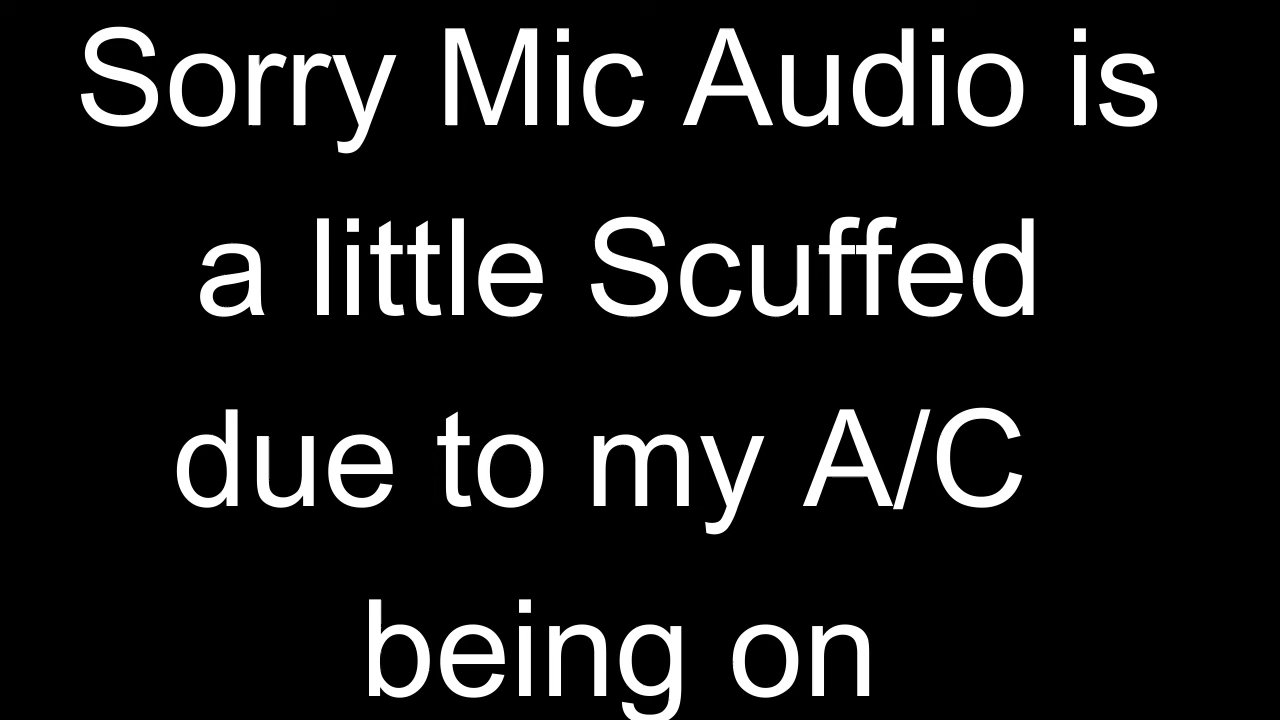 Sorry Mic Audio is
a little Scuffed
due to my A/C
being on